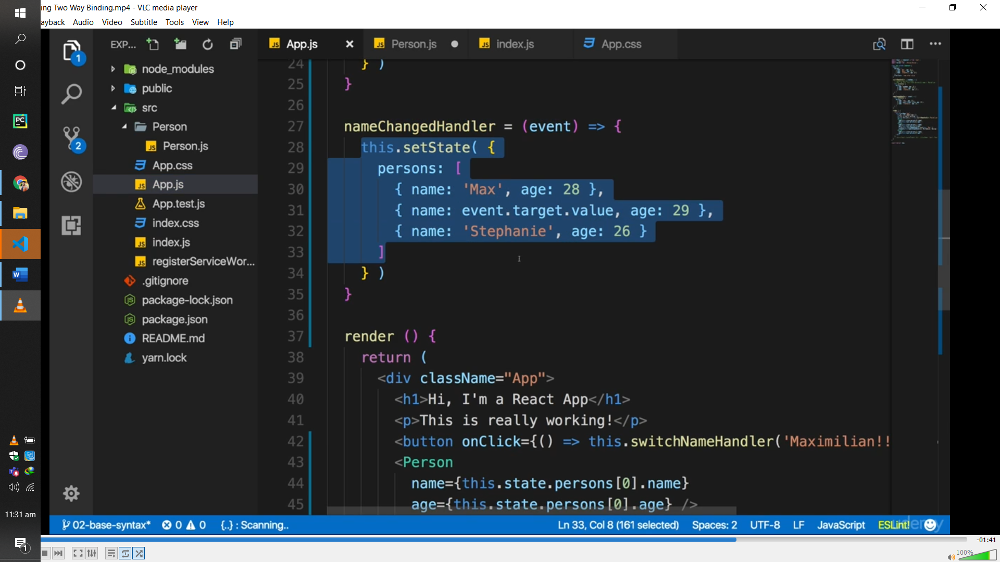 ing Two Way Binding.mp4 - VLC media player
ayback Audio Video Subtitle Tools View Help
EXP...
App.js
Person.js
index.js
App.css
1
node_modules
public
src
Person
Person.js
App.css
App.js
App.test.js
index.css
index.js
registerServiceWor...
.gitignore
package-lock.json
package.json
README.md
yarn.lock
2
PC
W
24 } )
25 }
26
27 nameChangedHandler = (event) => {
28 this.setState( {
29 persons: [
30 { name: 'Max', age: 28 },
31 { name: event.target.value, age: 29 },
32 { name: 'Stephanie', age: 26 }
33 ]
34 } )
35 }
36
37 render () {
38 return (
39 <div className="App">
40 <h1>Hi, I'm a React App</h1>
41 <p>This is really working!</p>
42 <button onClick={() => this.switchNameHandler('Maximilian!!
43 <Person
44 name={this.state.persons[0].name}
45 age={this.state.persons[0].age} />
02-base-syntax* 0 0 {..} : Scanning.. Ln 33, Col 8 (161 selected) Spaces: 2 UTF-8 LF JavaScript ESLint!
udemy
11:31 am
1
-01:41
100%